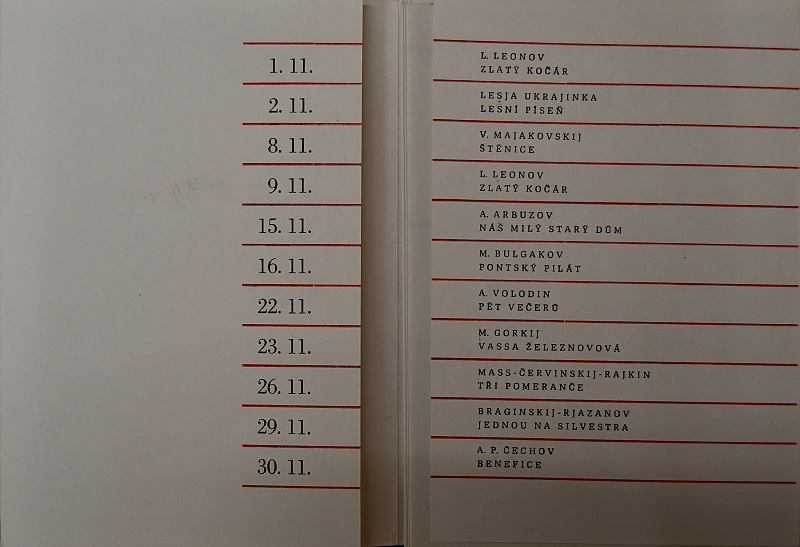 1. 11.
L. LEONOV
ZLATÝ KOČÁR
2. 11.
LESJA UKRAJINKA
LESNÍ PÍSEŇ
8. 11.
V. MAJAKOVSKIJ
ŠTĚNICE
9. 11.
L. LEONOV
ZLATÝ KOČÁR
15. 11.
A. ARBUZOV
NÁŠ MILÝ STARÝ DŮM
16. 11.
M. BULGAKOV
PONTSKÝ PILÁT
22. 11.
A. VOLODIN
PĚT VEČERŮ
23. 11.
M. GORKIJ
VASSA ŽELEZNOVOVÁ
26. 11.
MASS-ČERVINSKIJ-RAJKIN
TŘI POMERANČE
29. 11.
BRAGINSKIJ-RJAZANOV
JEDNOU NA SILVESTRA
30. 11.
A. P. ČECHOV
BENEFICE